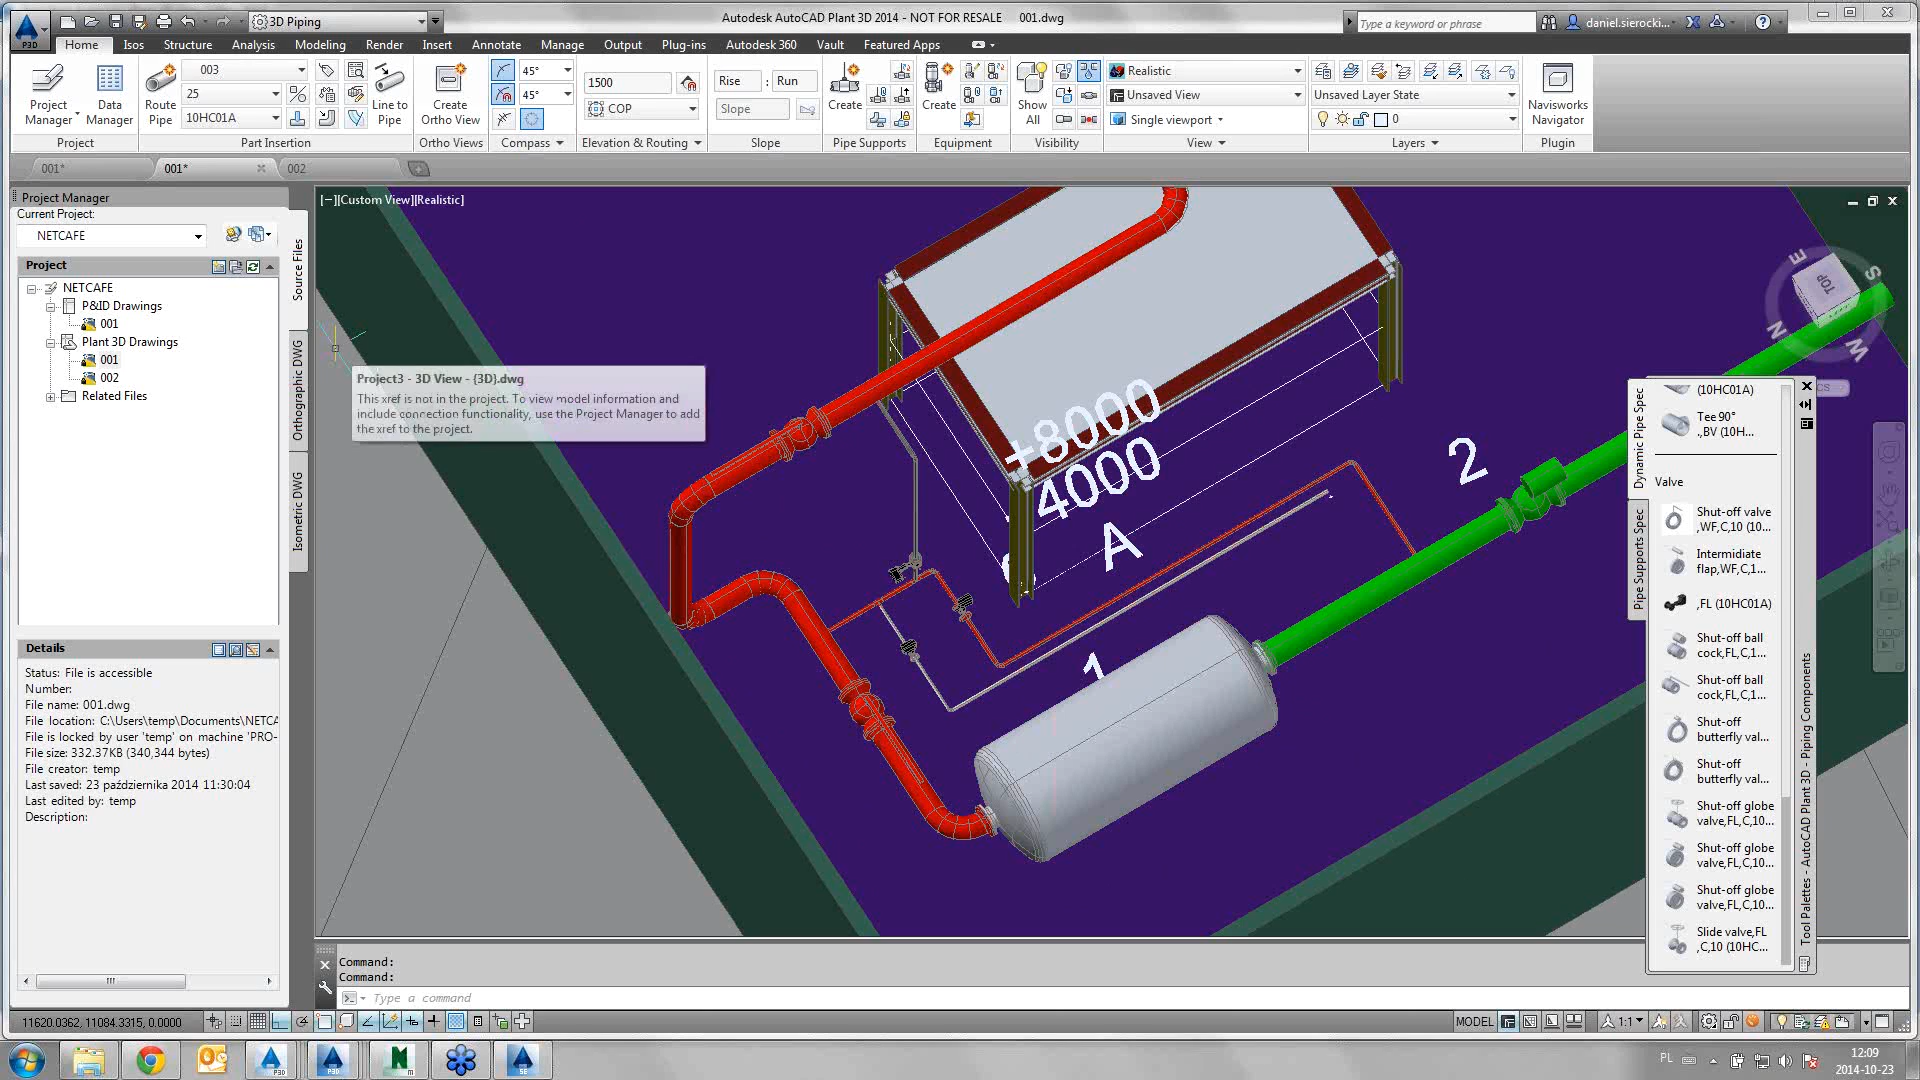 3D Piping
Autodesk AutoCAD Plant 3D 2014 - NOT FOR RESALE 001.dwg
Type a keyword or phrase
daniel.sierocki...
P3D
Home Isos Structure Analysis Modeling Render Insert Annotate Manage Output Plug-ins Autodesk 360 Vault Featured Apps
Project Manager
Data Manager
Project
Route Pipe
003
25
10HC01A
Line to Pipe
Part Insertion
Create Ortho View
Ortho Views
45°
45°
Compass
1500
COP
Elevation & Routing
Rise : Run
Slope
Slope
Create
Pipe Supports
Create
Equipment
Show All
Visibility
Realistic
Unsaved View
Single viewport
View
Unsaved Layer State
0
Layers
Navisworks Navigator
Plugin
001*
001*
002
Project Manager
Current Project:
NETCAFE
Project
NETCAFE
P&ID Drawings
001
Plant 3D Drawings
001
002
Related Files
Source Files
Orthographic DWG
Isometric DWG
Details
Status: File is accessible
Number:
File name: 001.dwg
File location: C:\Users\temp\Documents\NETCA
File is locked by user 'temp' on machine 'PRO-
File size: 332.37KB (340,344 bytes)
File creator: temp
Last saved: 23 października 2014 11:30:04
Last edited by: temp
Description:
[−][Custom View][Realistic]
Project3 - 3D View - {3D}.dwg
This xref is not in the project. To view model information and
include connection functionality, use the Project Manager to add
the xref to the project.
+8000
4000
A
1
2
TOP
E
S
N
W
(10HC01A)
Tee 90°
.,BV (10H...
Valve
Shut-off valve
,WF,C,10 (10...
Intermidiate
flap,WF,C,1...
,FL (10HC01A)
Shut-off ball
cock,FL,C,1...
Shut-off ball
cock,FL,C,1...
Shut-off
butterfly val...
Shut-off
butterfly val...
Shut-off globe
valve,FL,C,10...
Shut-off globe
valve,FL,C,10...
Shut-off globe
valve,FL,C,10...
Slide valve,FL
,C,10 (10HC...
Dynamic Pipe Spec
Pipe Supports Spec
Tool Palettes - AutoCAD Plant 3D - Piping Components
Command:
Command:
Type a command
11620.0362, 11084.3315, 0.0000
MODEL
1:1
PL
12:09
2014-10-23